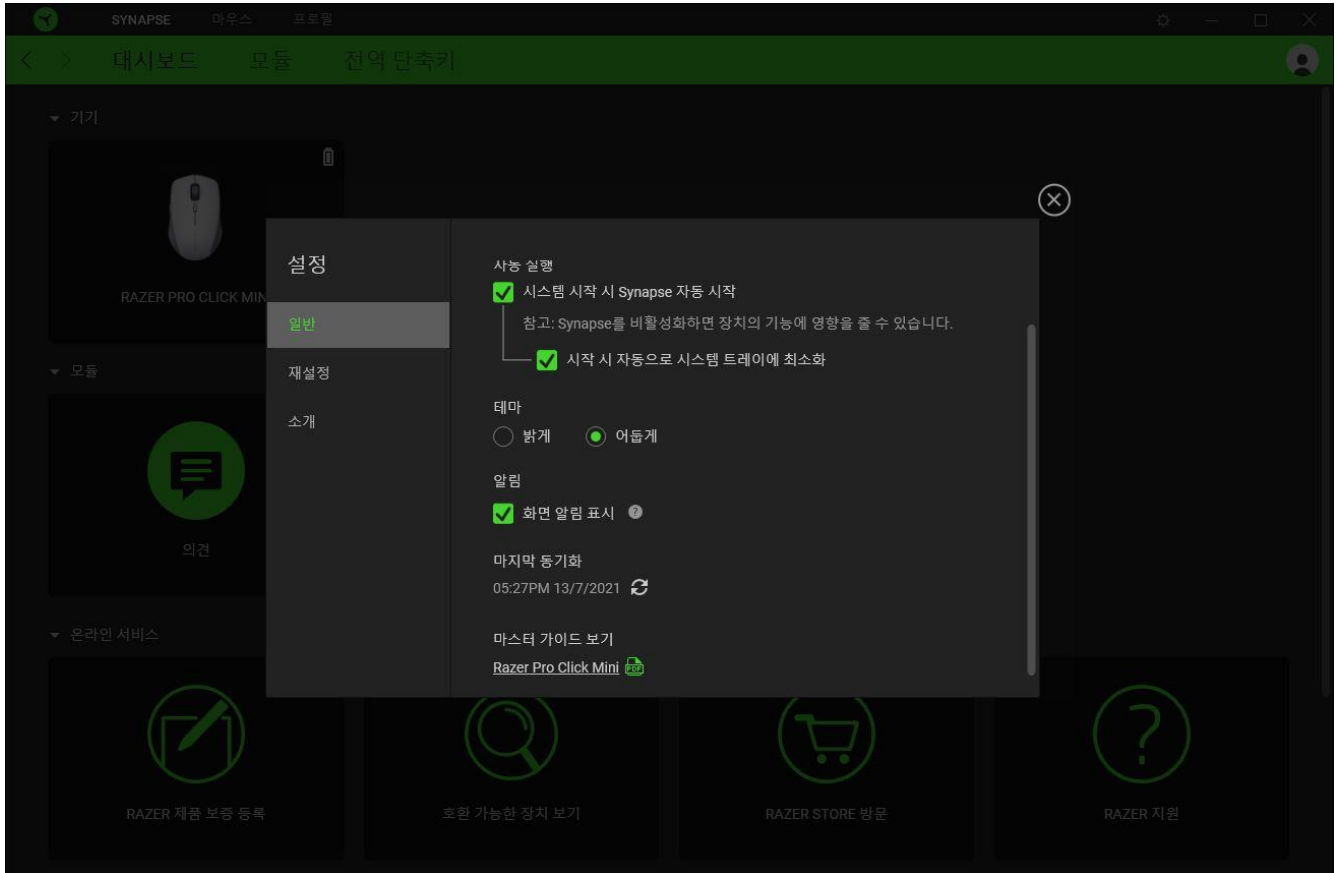 SYNAPSE 마우스 프로필
대시보드 모듈 전역 단축키
기기
RAZER PRO CLICK MIN
모듈
의견
온라인 서비스
RAZER 제품 보증 등록
호환 가능한 장치 보기
RAZER STORE 방문
RAZER 지원
설정
일반
재설정
소개
자동 실행
시스템 시작 시 Synapse 자동 시작
참고: Synapse를 비활성화하면 장치의 기능에 영향을 줄 수 있습니다.
시작 시 자동으로 시스템 트레이에 최소화
테마
밝게 어둡게
알림
화면 알림 표시 ?
마지막 동기화
05:27PM 13/7/2021
마스터 가이드 보기
Razer Pro Click Mini PDF